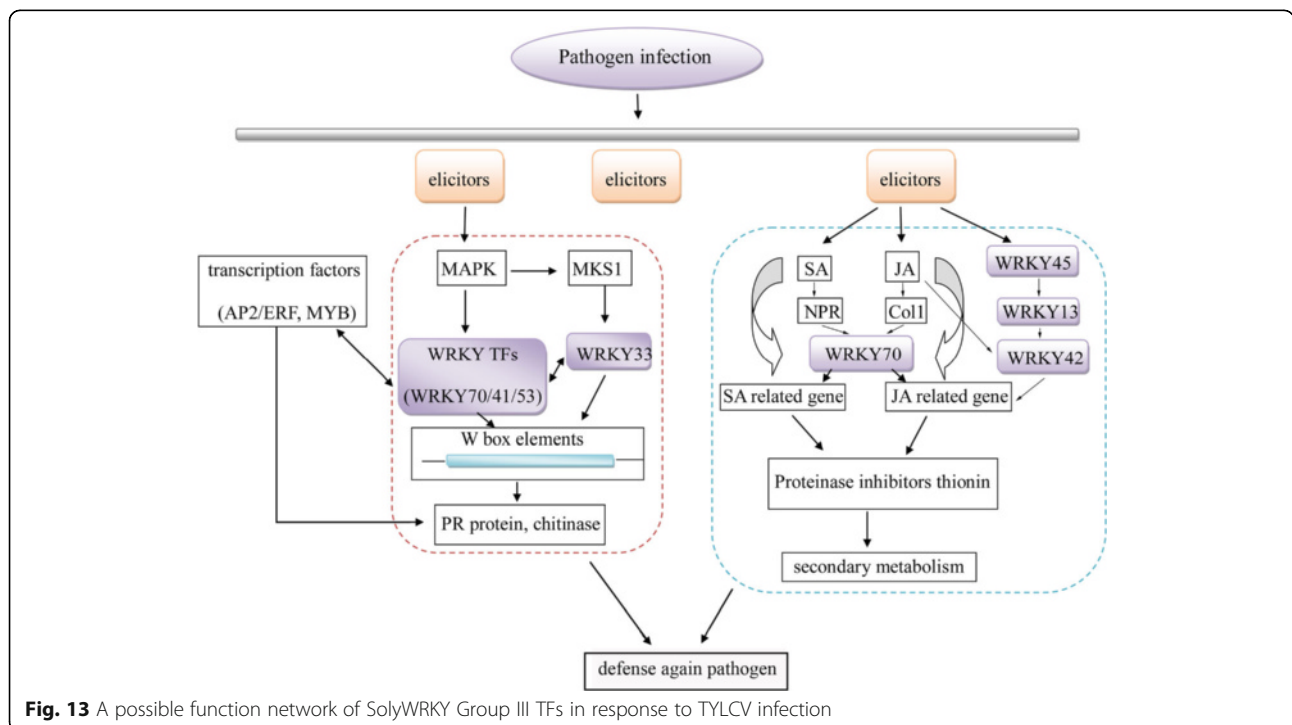 Pathogen infection
elicitors
elicitors
elicitors
transcription factors
(AP2/ERF, MYB)
MAPK
MKS1
WRKY TFs
(WRKY70/41/53)
WRKY33
W box elements
PR protein, chitinase
SA
JA
WRKY45
NPR
Col1
WRKY13
WRKY70
WRKY42
SA related gene
JA related gene
Proteinase inhibitors thionin
secondary metabolism
defense again pathogen
Fig. 13 A possible function network of SolyWRKY Group III TFs in response to TYLCV infection